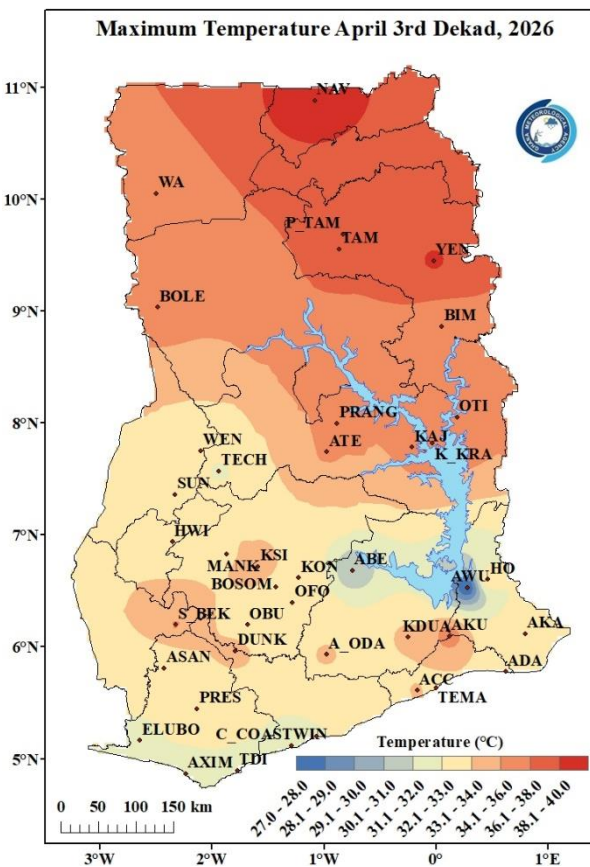 Maximum Temperature April 3rd Dekad, 2026
11°N
10°N
9°N
8°N
7°N
6°N
5°N
NAV
WA
P_TAM
TAM
YEN
BOLE
BIM
PRANG
OTI
WEN
ATE
KAJ
K_KRA
TECH
SUN
HWI
KSI
MANK
KON
ABE
HO
BOSOM
AWU
OFO
S_BEK
OBU
KDUA
AKU
AKA
DUNK
A_ODA
ASAN
ADA
ACC
TEMA
PRES
ELUBO
C_COAST
WIN
AXIM
TDI
Temperature (°C)
27.0 - 28.0
28.1 - 29.0
29.1 - 30.0
30.1 - 31.0
31.1 - 32.0
32.1 - 33.0
33.1 - 34.0
34.1 - 36.0
36.1 - 38.0
38.1 - 40.0
0 50 100 150 km
3°W 2°W 1°W 0° 1°E